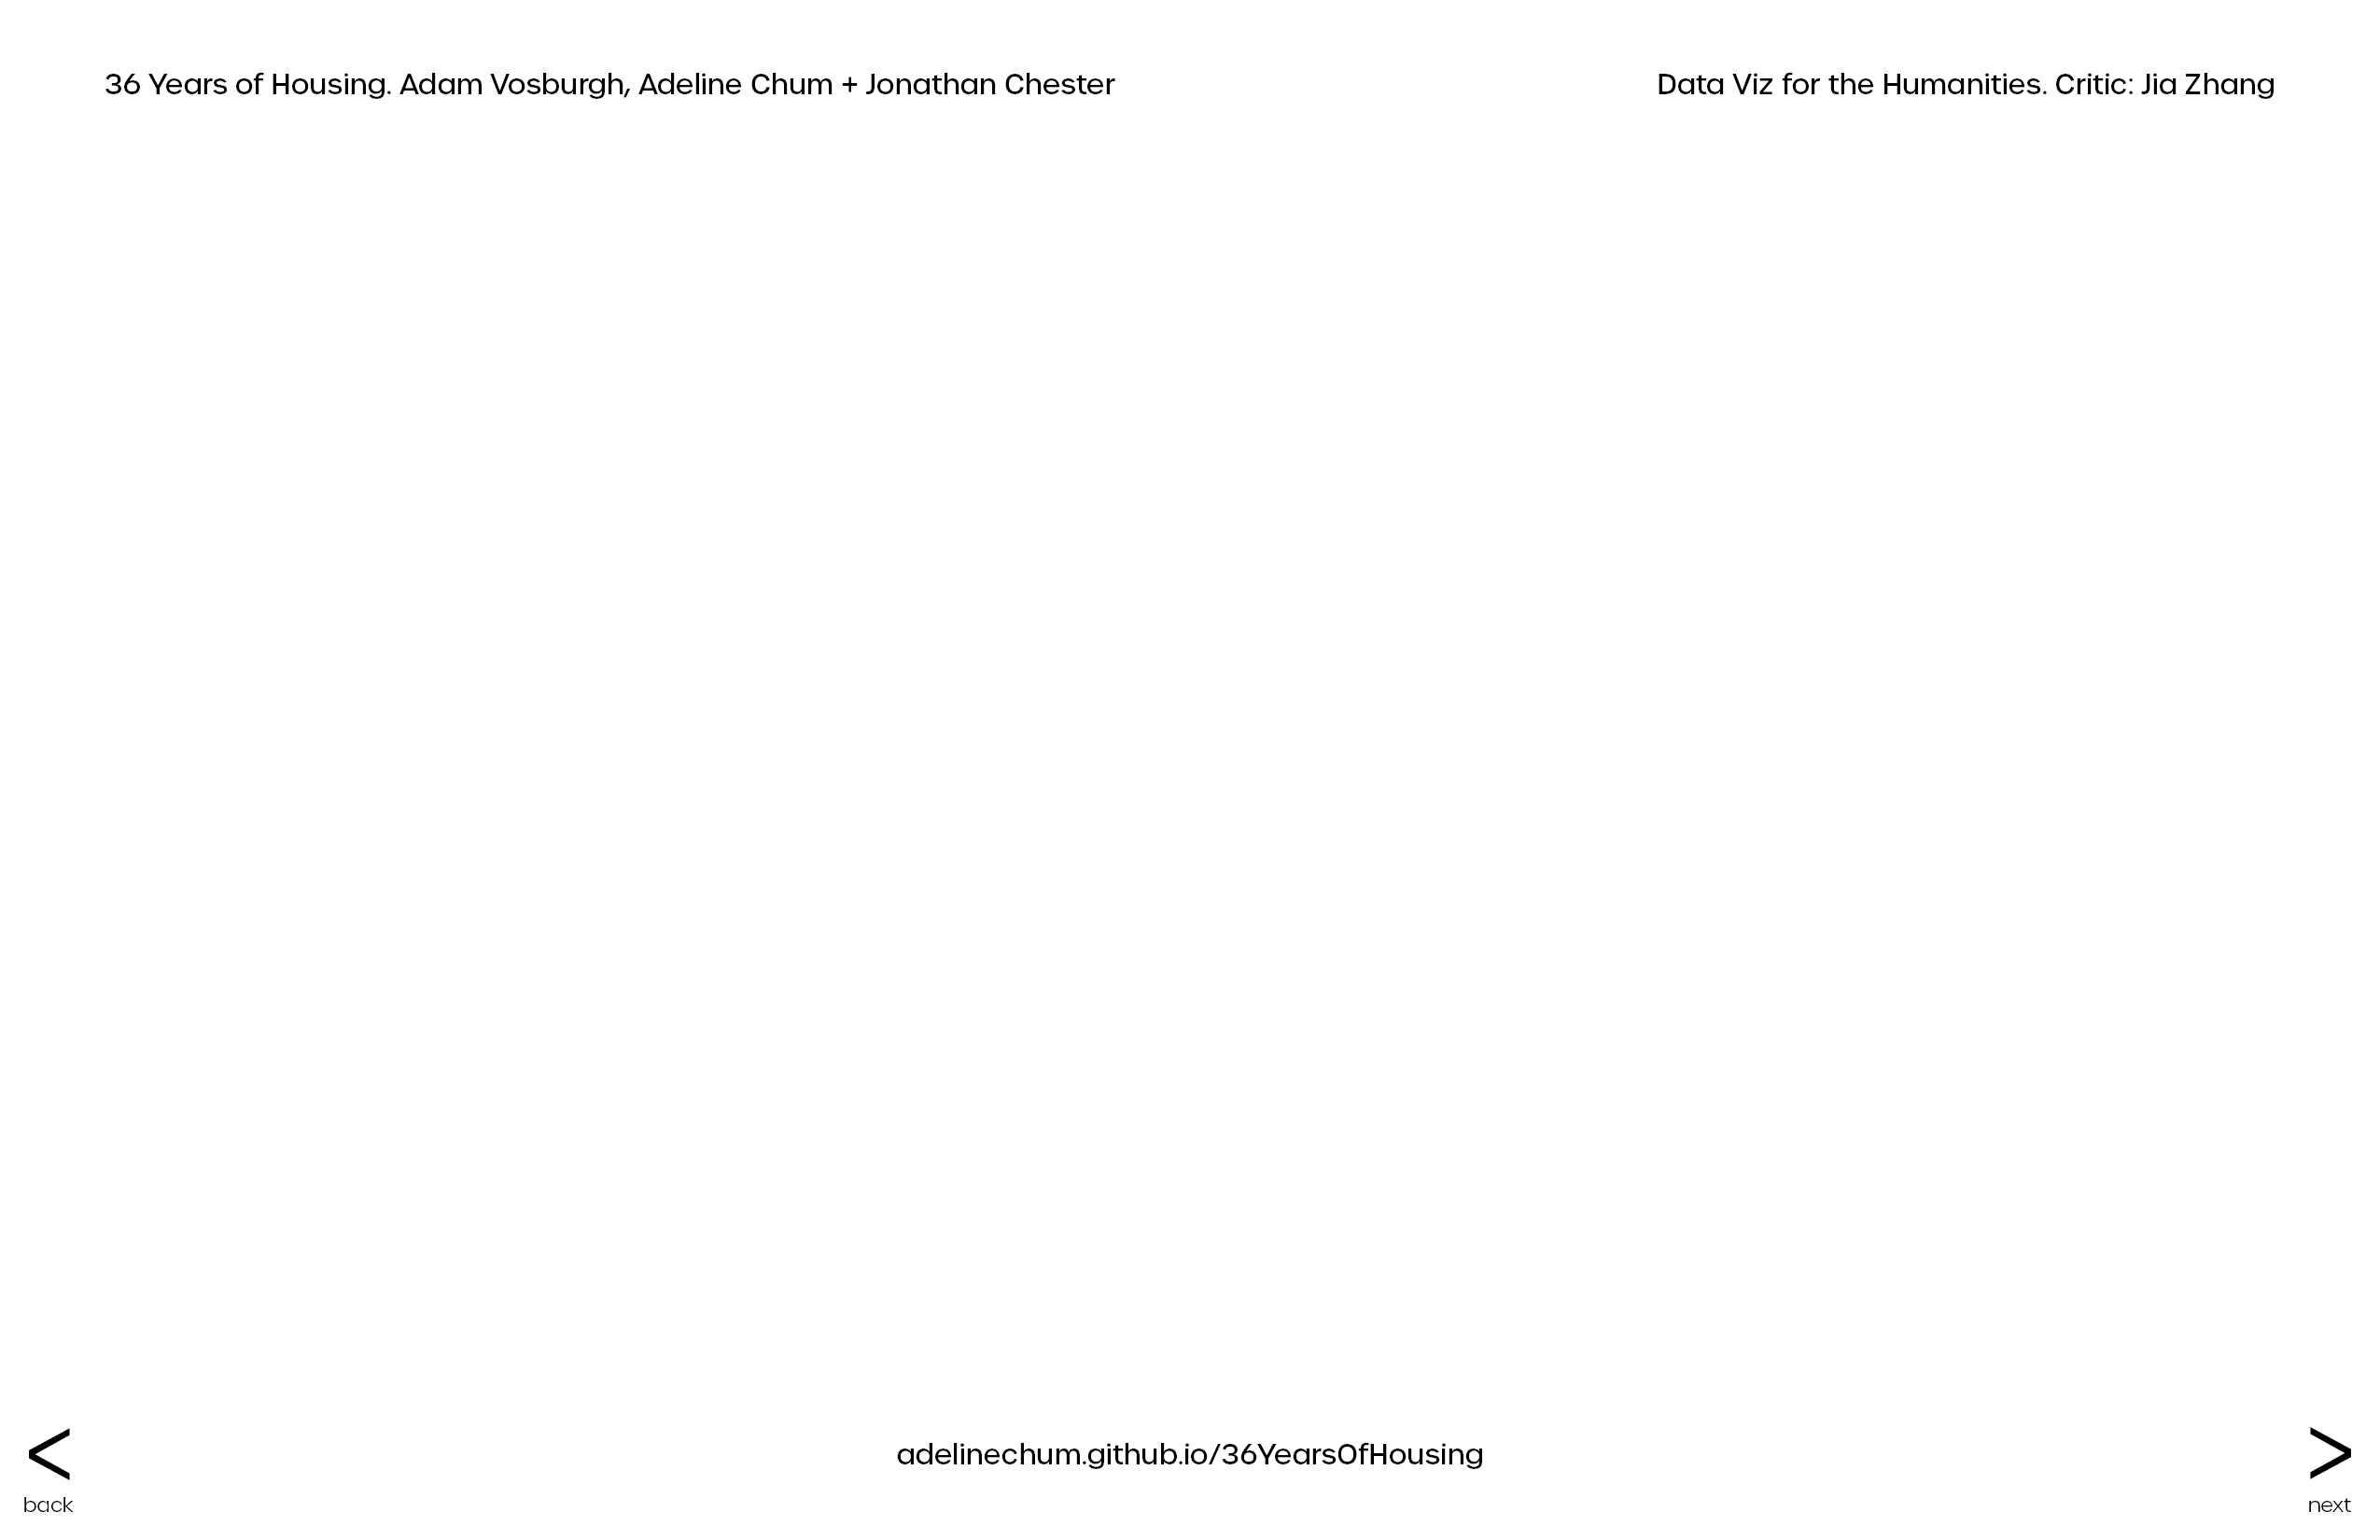 36 Years of Housing. Adam Vosburgh, Adeline Chum + Jonathan Chester
Data Viz for the Humanities. Critic: Jia Zhang
<
adelinechum.github.io/36YearsOfHousing
>
back
next